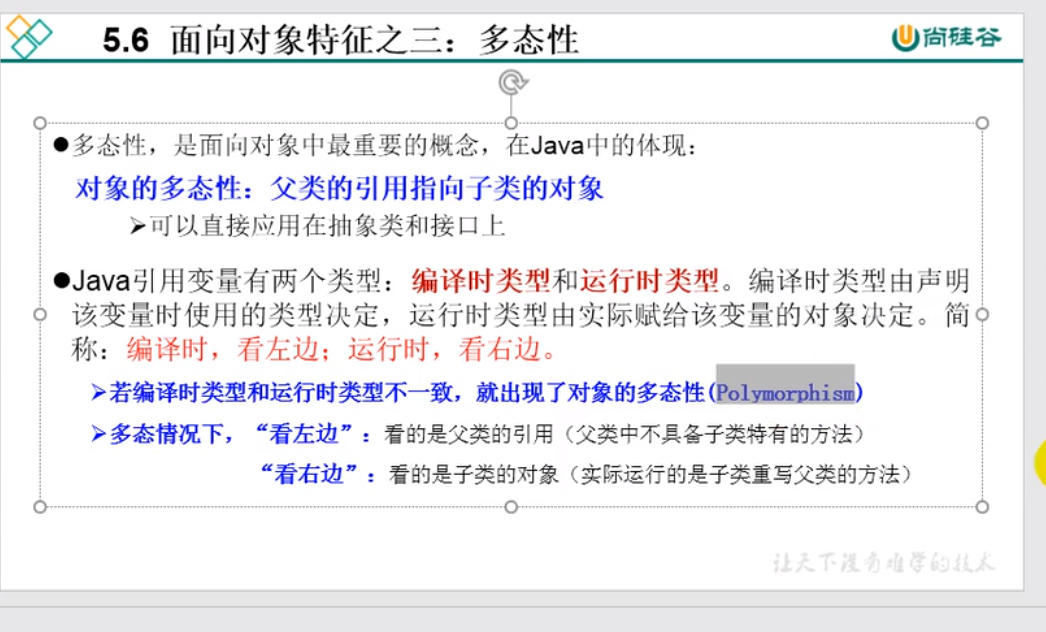 5.6 面向对象特征之三：多态性
尚硅谷
●多态性，是面向对象中最重要的概念，在Java中的体现：
对象的多态性：父类的引用指向子类的对象
➢可以直接应用在抽象类和接口上
●Java引用变量有两个类型：编译时类型和运行时类型。编译时类型由声明
该变量时使用的类型决定，运行时类型由实际赋给该变量的对象决定。简
称：编译时，看左边；运行时，看右边。
➢若编译时类型和运行时类型不一致，就出现了对象的多态性(Polymorphism)
➢多态情况下，“看左边”：看的是父类的引用（父类中不具备子类特有的方法）
“看右边”：看的是子类的对象（实际运行的是子类重写父类的方法）
让天下没有难学的技术